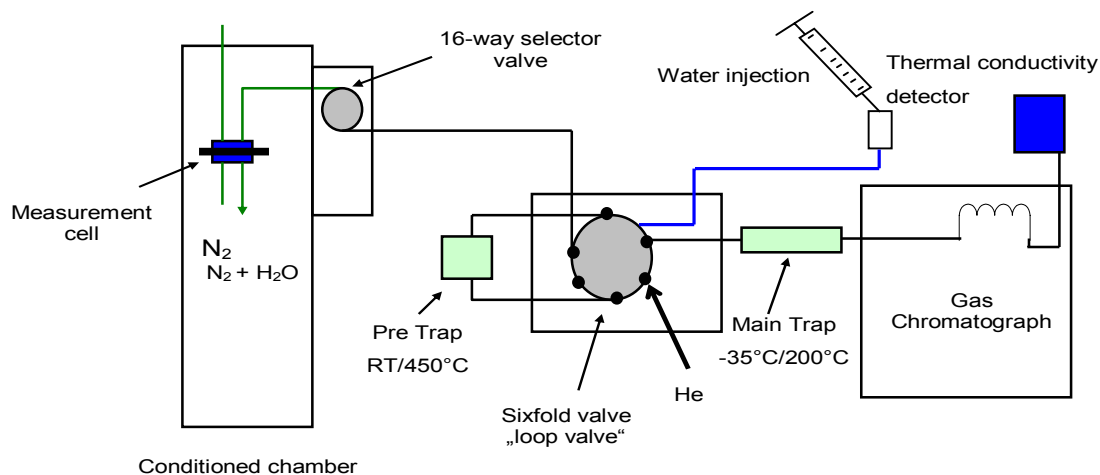 16-way selector
valve
Water injection
Thermal conductivity
detector
Measurement
cell
N₂
N₂ + H₂O
Pre Trap
RT/450°C
Main Trap
-35°C/200°C
Gas
Chromatograph
He
Sixfold valve
„loop valve“
Conditioned chamber